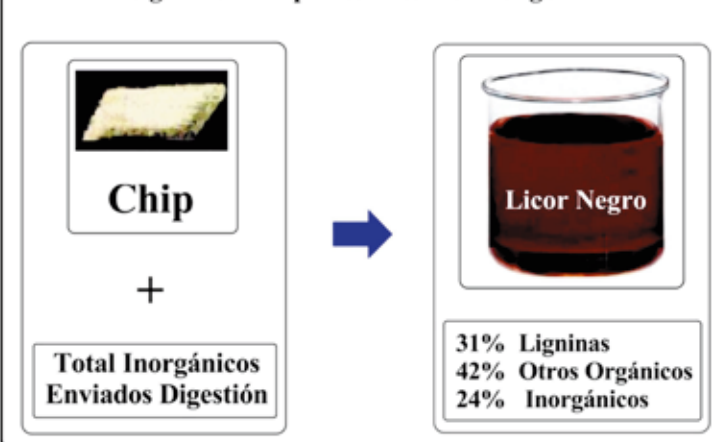 Chip
+
Total Inorgánicos
Enviados Digestión
Licor Negro
31% Ligninas
42% Otros Orgánicos
24% Inorgánicos